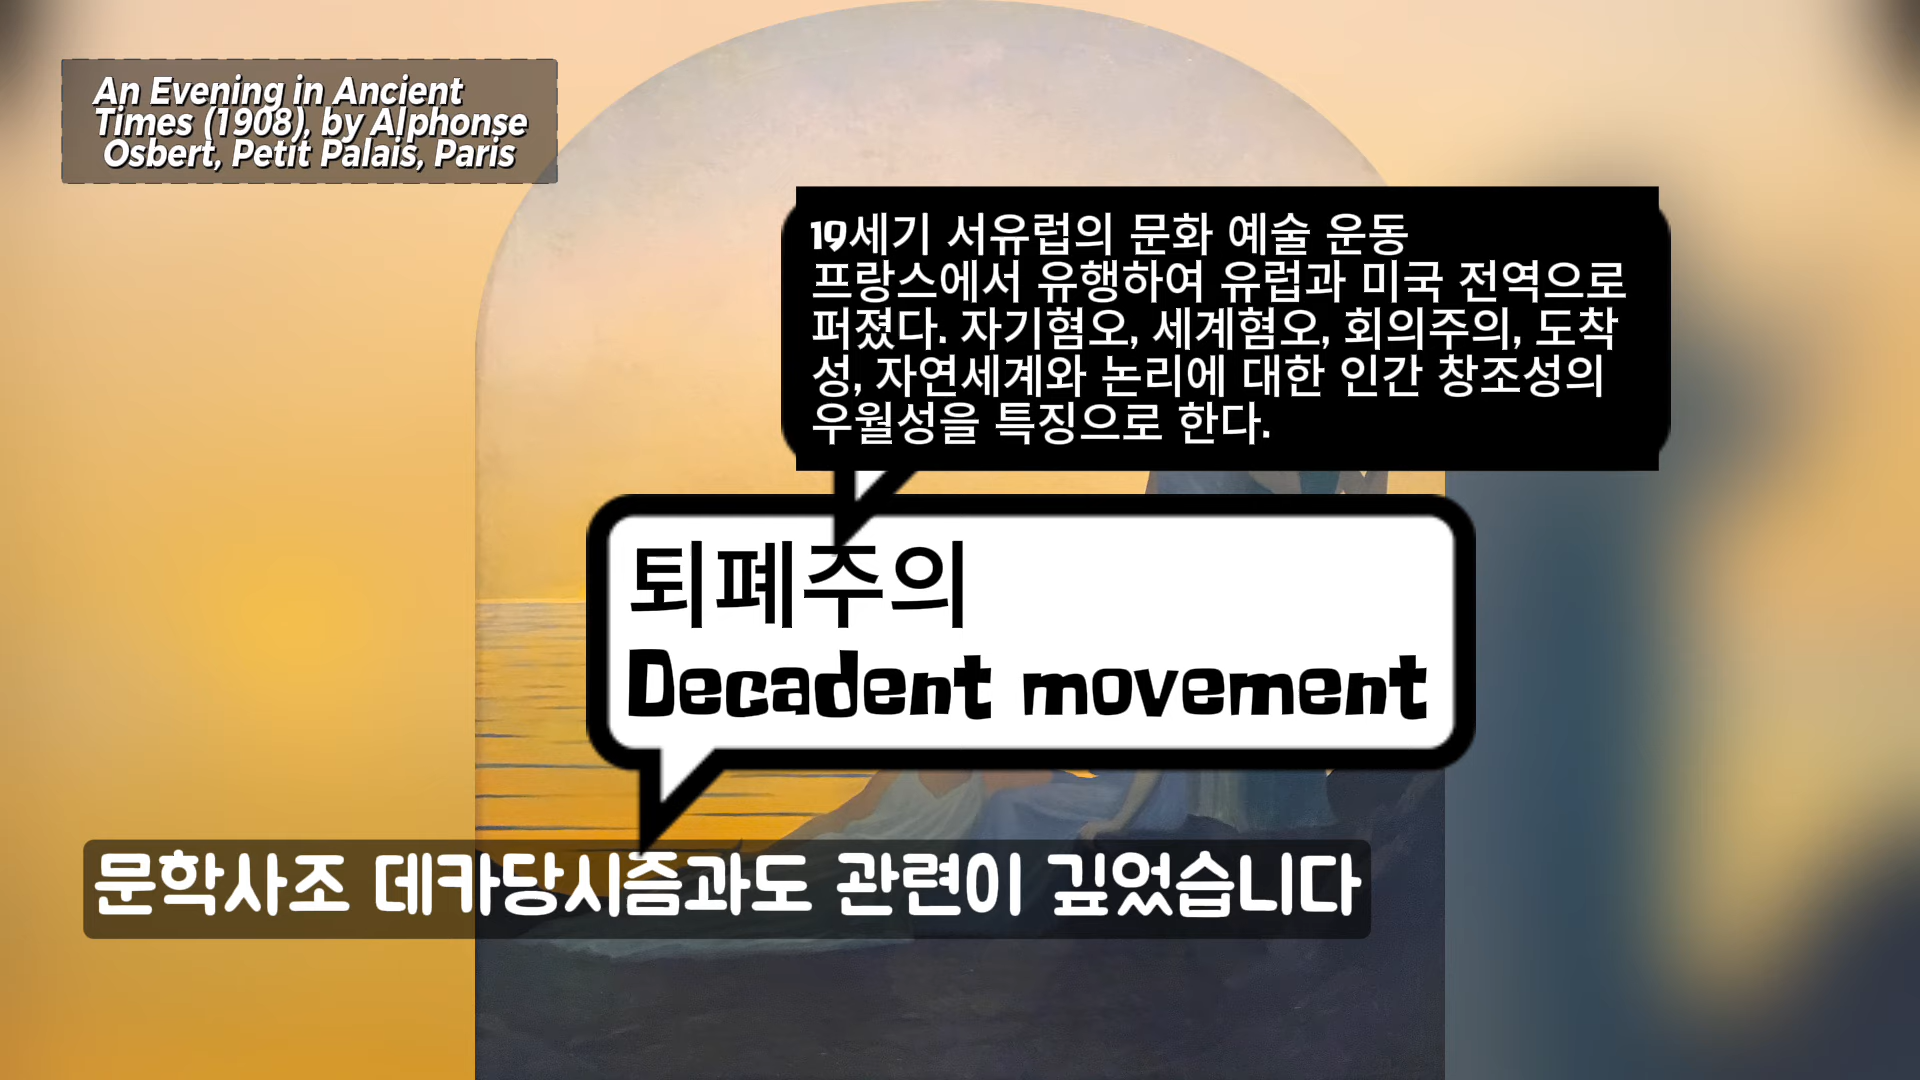 An Evening in Ancient
Times (1908), by Alphonse
Osbert, Petit Palais, Paris
19세기 서유럽의 문화 예술 운동
프랑스에서 유행하여 유럽과 미국 전역으로
퍼졌다. 자기혐오, 세계혐오, 회의주의, 도착
성, 자연세계와 논리에 대한 인간 창조성의
우월성을 특징으로 한다.
퇴폐주의
Decadent movement
문학사조 데카당시즘과도 관련이 깊었습니다